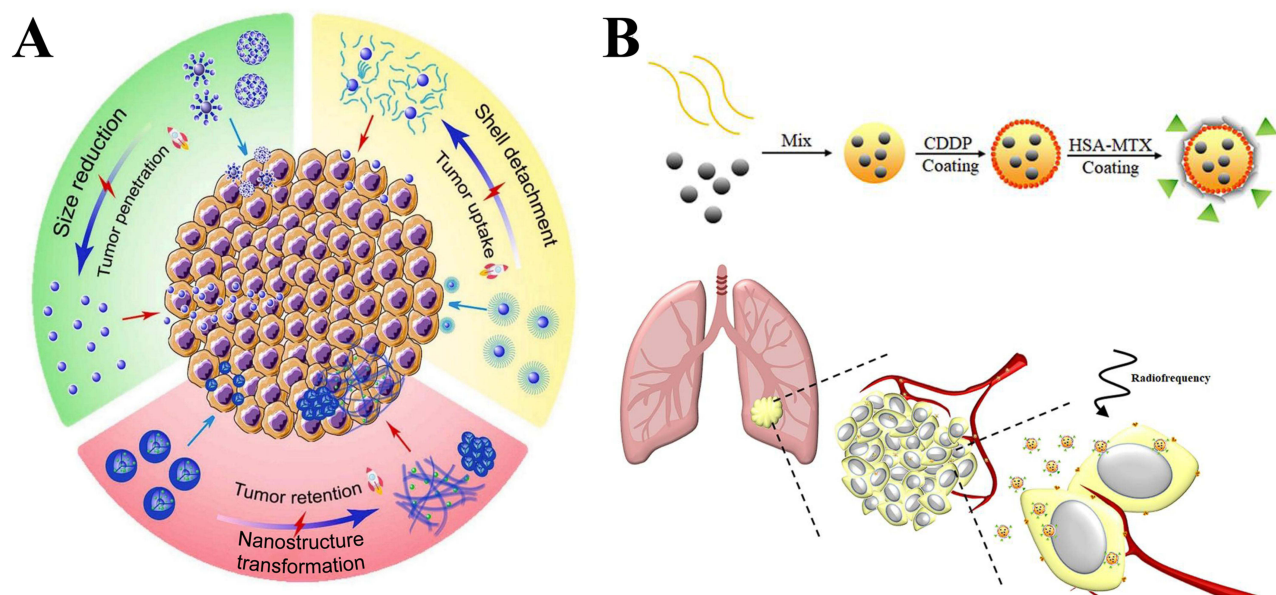 A
Size reduction
Tumor penetration
Shell detachment
Tumor uptake
Tumor retention
Nanostructure
transformation
B
Mix
CDDP
Coating
HSA-MTX
Coating
Radiofrequency